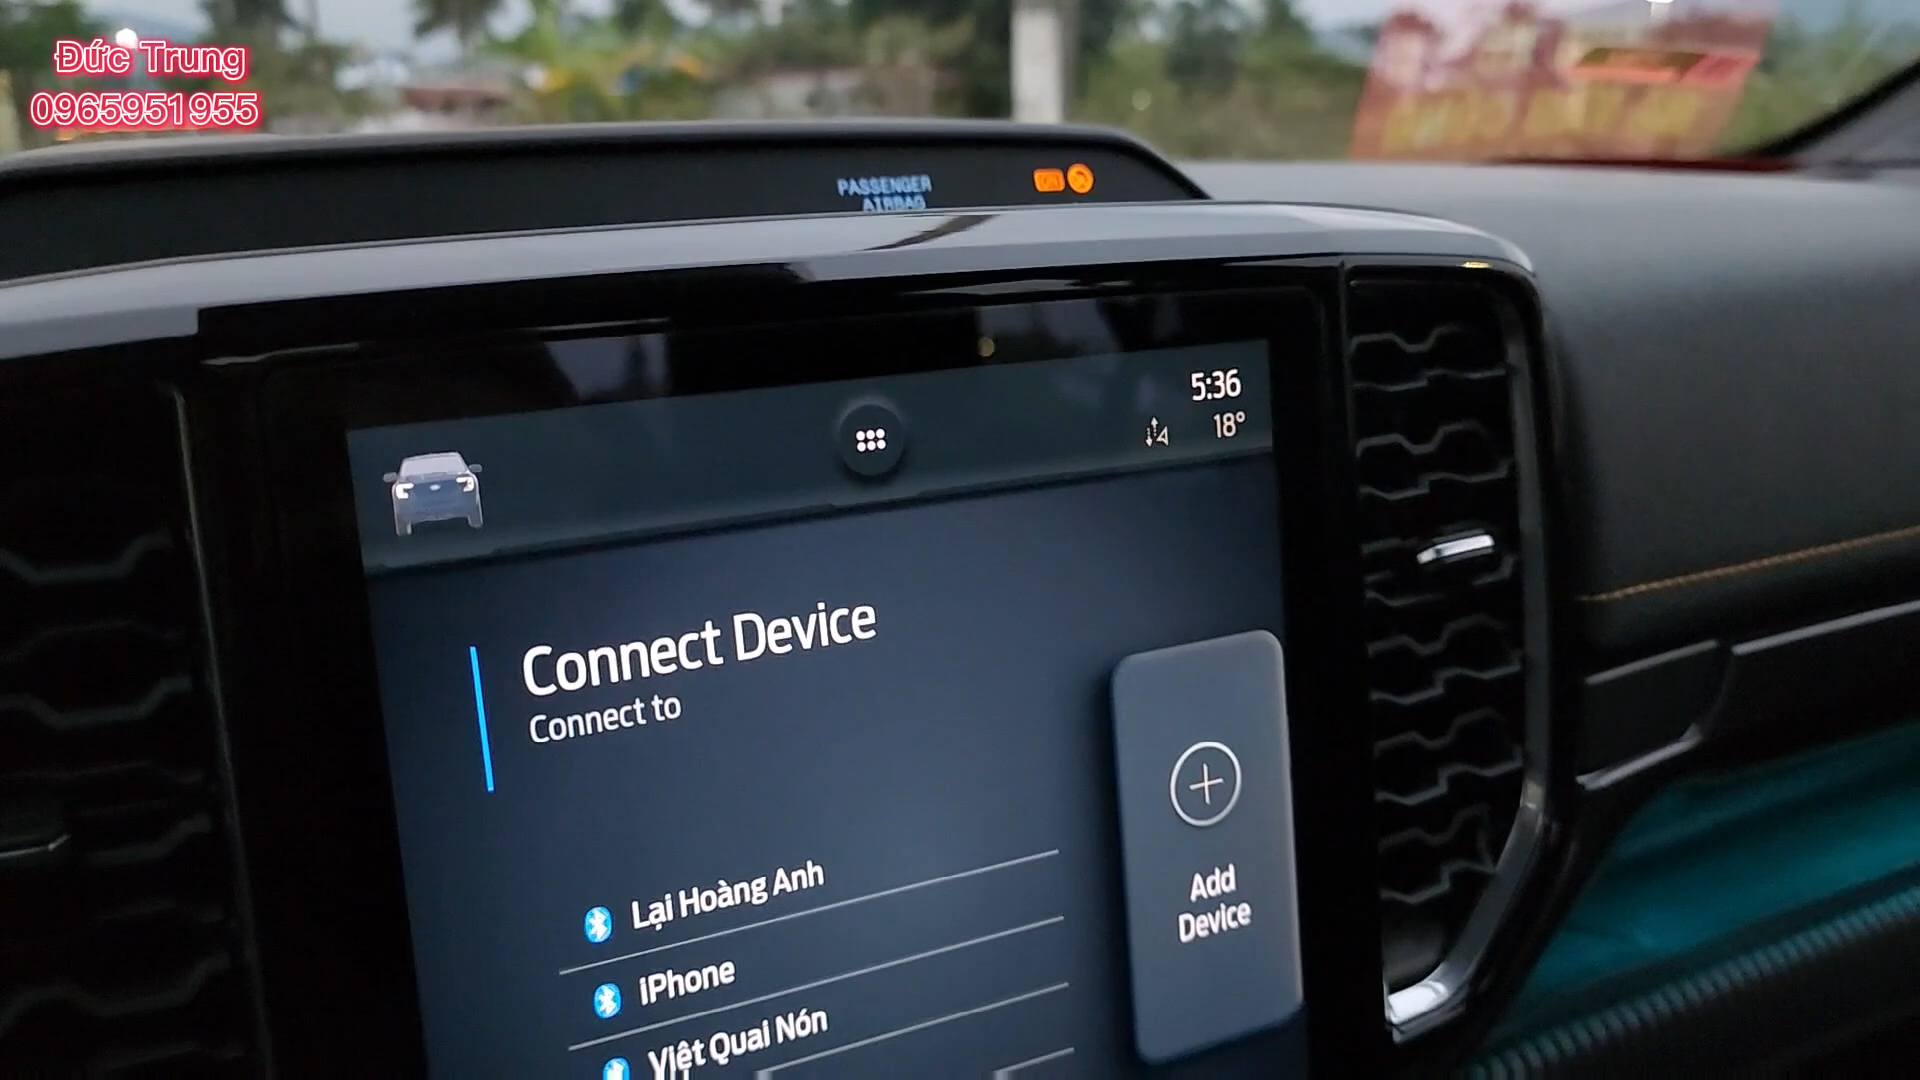 Đức Trung
0965951955
PASSENGER
AIRBAG
5:36
18°
Connect Device
Connect to
Lại Hoàng Anh
iPhone
Việt Quai Nón
Add
Device